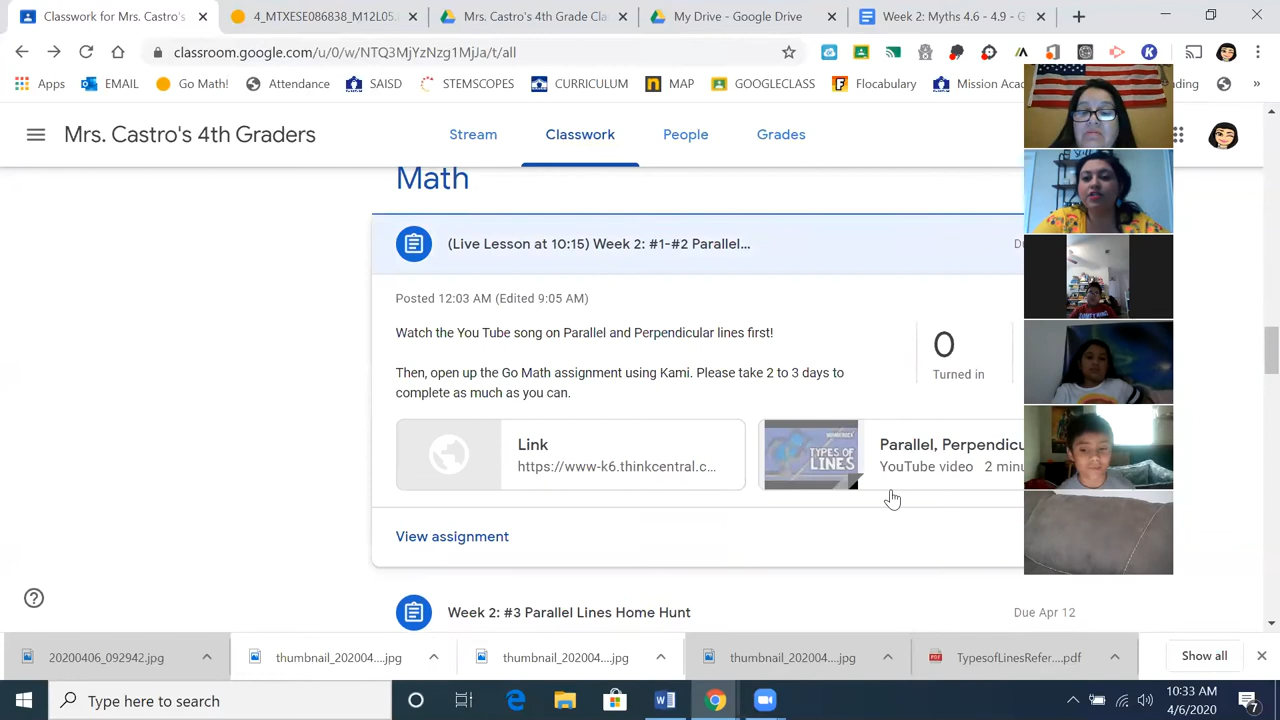 Classwork for Mrs. Castro's
4_MTXESE086838_M12L05.
Mrs. Castro's 4th Grade Cla
My Drive - Google Drive
Week 2: Myths 4.6 - 4.9 - G
classroom.google.com/u/0/w/NTQ3MjYzNzg1MjJa/t/all
Apps
EMAIL
Go Math!
Attendanc
SCOPES
CURRICULUM
MAP
GOOGLECLASS
Flocabulary
Mission Acad
Mrs. Castro's 4th Graders
Stream
Classwork
People
Grades
Math
(Live Lesson at 10:15) Week 2: #1-#2 Parallel...
Posted 12:03 AM (Edited 9:05 AM)
Watch the You Tube song on Parallel and Perpendicular lines first!
Then, open up the Go Math assignment using Kami. Please take 2 to 3 days to
complete as much as you can.
0
Turned in
Link
https://www-k6.thinkcentral.c...
TYPES OF
LINES
Parallel, Perpendicu
YouTube video 2 minu
View assignment
Week 2: #3 Parallel Lines Home Hunt
Due Apr 12
20200406_092942.jpg
thumbnail_202004....jpg
thumbnail_202004....jpg
thumbnail_202004....jpg
TypesofLinesRefer....pdf
Show all
Type here to search
10:33 AM
4/6/2020
7